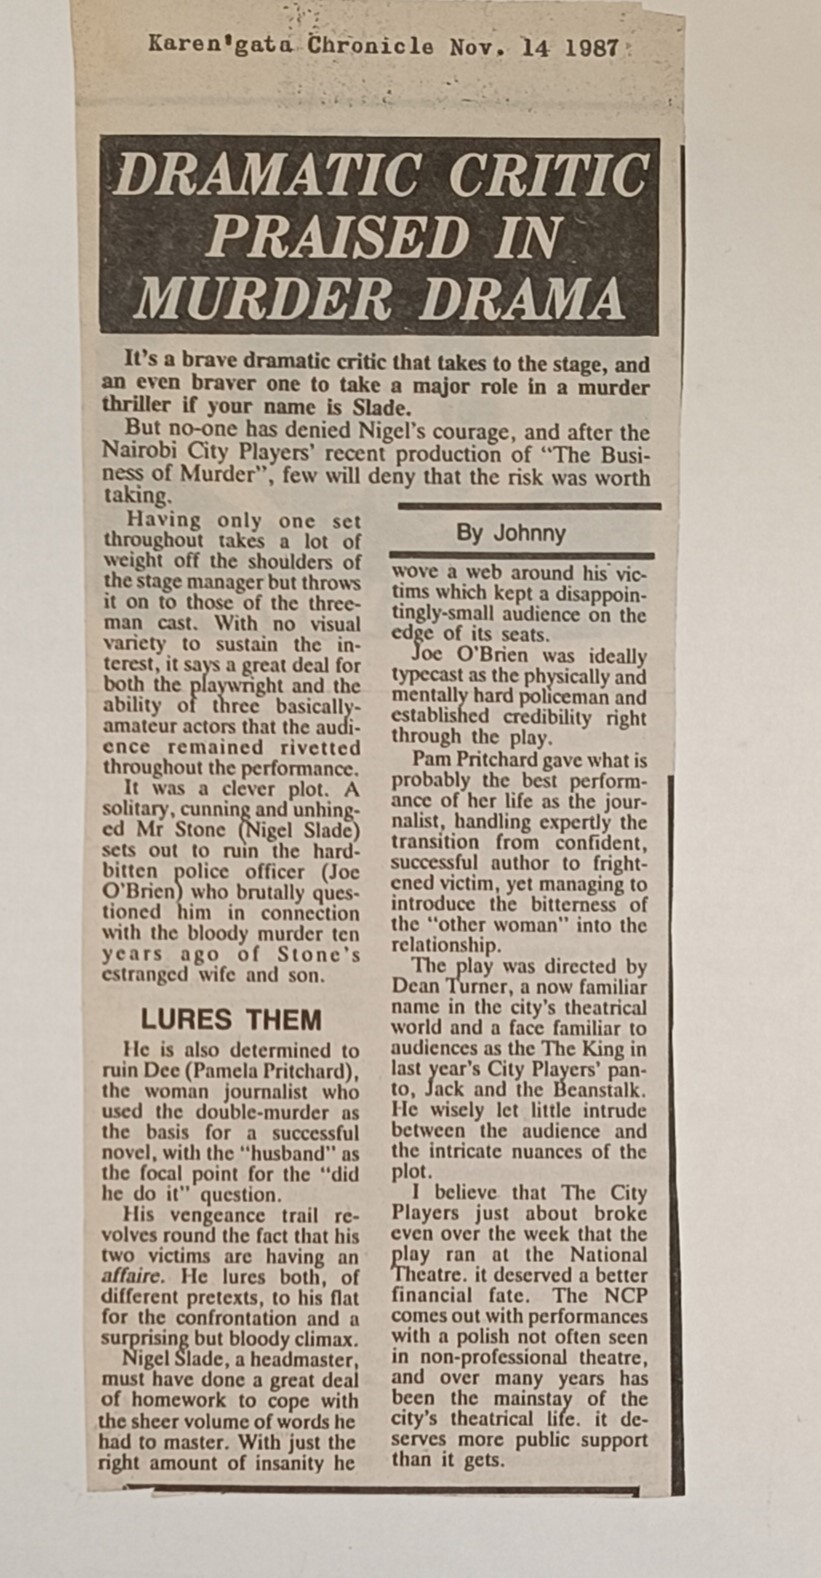 Karen'gata Chronicle Nov. 14 1987
DRAMATIC CRITIC
PRAISED IN
MURDER DRAMA
It's a brave dramatic critic that takes to the stage, and
an even braver one to take a major role in a murder
thriller if your name is Slade.
But no-one has denied Nigel's courage, and after the
Nairobi City Players' recent production of "The Busi-
ness of Murder", few will deny that the risk was worth
taking.
Having only one set
throughout takes a lot of
weight off the shoulders of
the stage manager but throws
it on to those of the three-
man cast. With no visual
variety to sustain the in-
terest, it says a great deal for
both the playwright and the
ability of three basically-
amateur actors that the audi-
ence remained rivetted
throughout the performance.
It was a clever plot. A
solitary, cunning and unhing-
ed Mr Stone (Nigel Slade)
sets out to ruin the hard-
bitten police officer (Joe
O'Brien) who brutally ques-
tioned him in connection
with the bloody murder ten
years ago of Stone's
estranged wife and son.
LURES THEM
He is also determined to
ruin Dee (Pamela Pritchard),
the woman journalist who
used the double-murder as
the basis for a successful
novel, with the "husband" as
the focal point for the "did
he do it" question.
His vengeance trail re-
volves round the fact that his
two victims are having an
affaire. He lures both, of
different pretexts, to his flat
for the confrontation and a
surprising but bloody climax.
Nigel Slade, a headmaster,
must have done a great deal
of homework to cope with
the sheer volume of words he
had to master. With just the
right amount of insanity he
By Johnny
wove a web around his vic-
tims which kept a disappoin-
tingly-small audience on the
edge of its seats.
Joe O'Brien was ideally
typecast as the physically and
mentally hard policeman and
established credibility right
through the play.
Pam Pritchard gave what is
probably the best perform-
ance of her life as the jour-
nalist, handling expertly the
transition from confident,
successful author to fright-
ened victim, yet managing to
introduce the bitterness of
the "other woman" into the
relationship.
The play was directed by
Dean Turner, a now familiar
name in the city's theatrical
world and a face familiar to
audiences as the The King in
last year's City Players' pan-
to, Jack and the Beanstalk.
He wisely let little intrude
between the audience and
the intricate nuances of the
plot.
I believe that The City
Players just about broke
even over the week that the
play ran at the National
Theatre. it deserved a better
financial fate. The NCP
comes out with performances
with a polish not often seen
in non-professional theatre,
and over many years has
been the mainstay of the
city's theatrical life. it de-
serves more public support
than it gets.